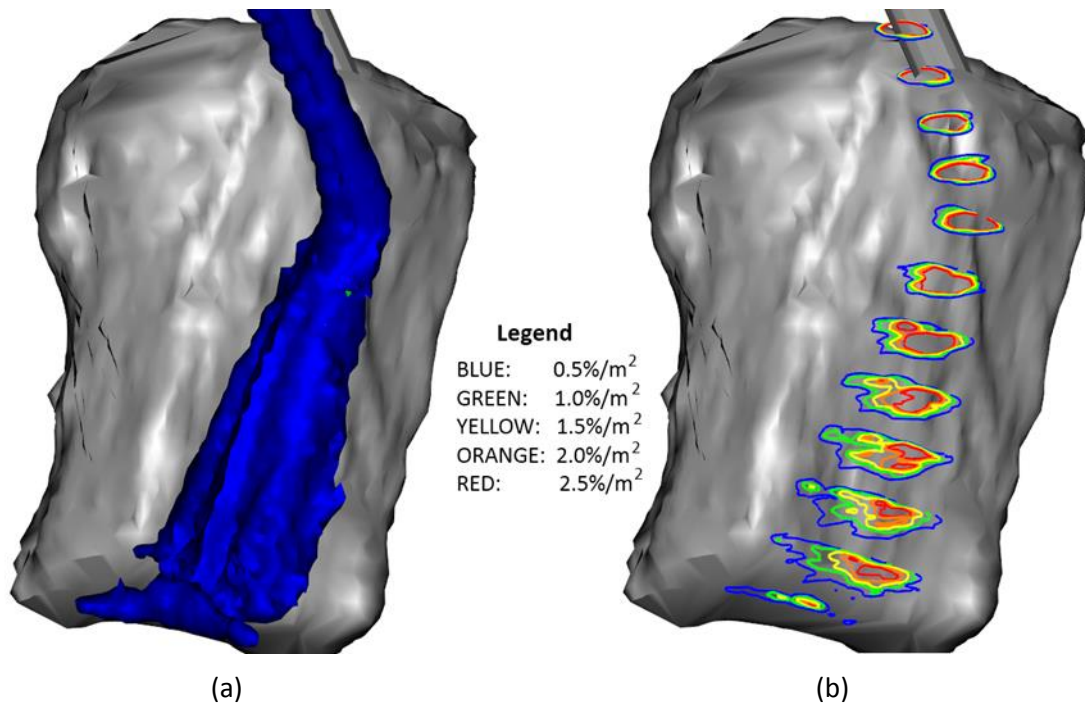 Legend
BLUE: 0.5%/m²
GREEN: 1.0%/m²
YELLOW: 1.5%/m²
ORANGE: 2.0%/m²
RED: 2.5%/m²
(a) (b)